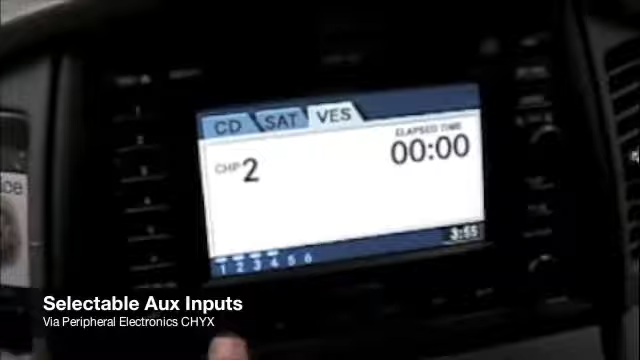 CD SAT VES
ELAPSED TIME
CHP 2
00:00
3:55
1 2 3 4 5 6
Selectable Aux Inputs
Via Peripheral Electronics CHYX